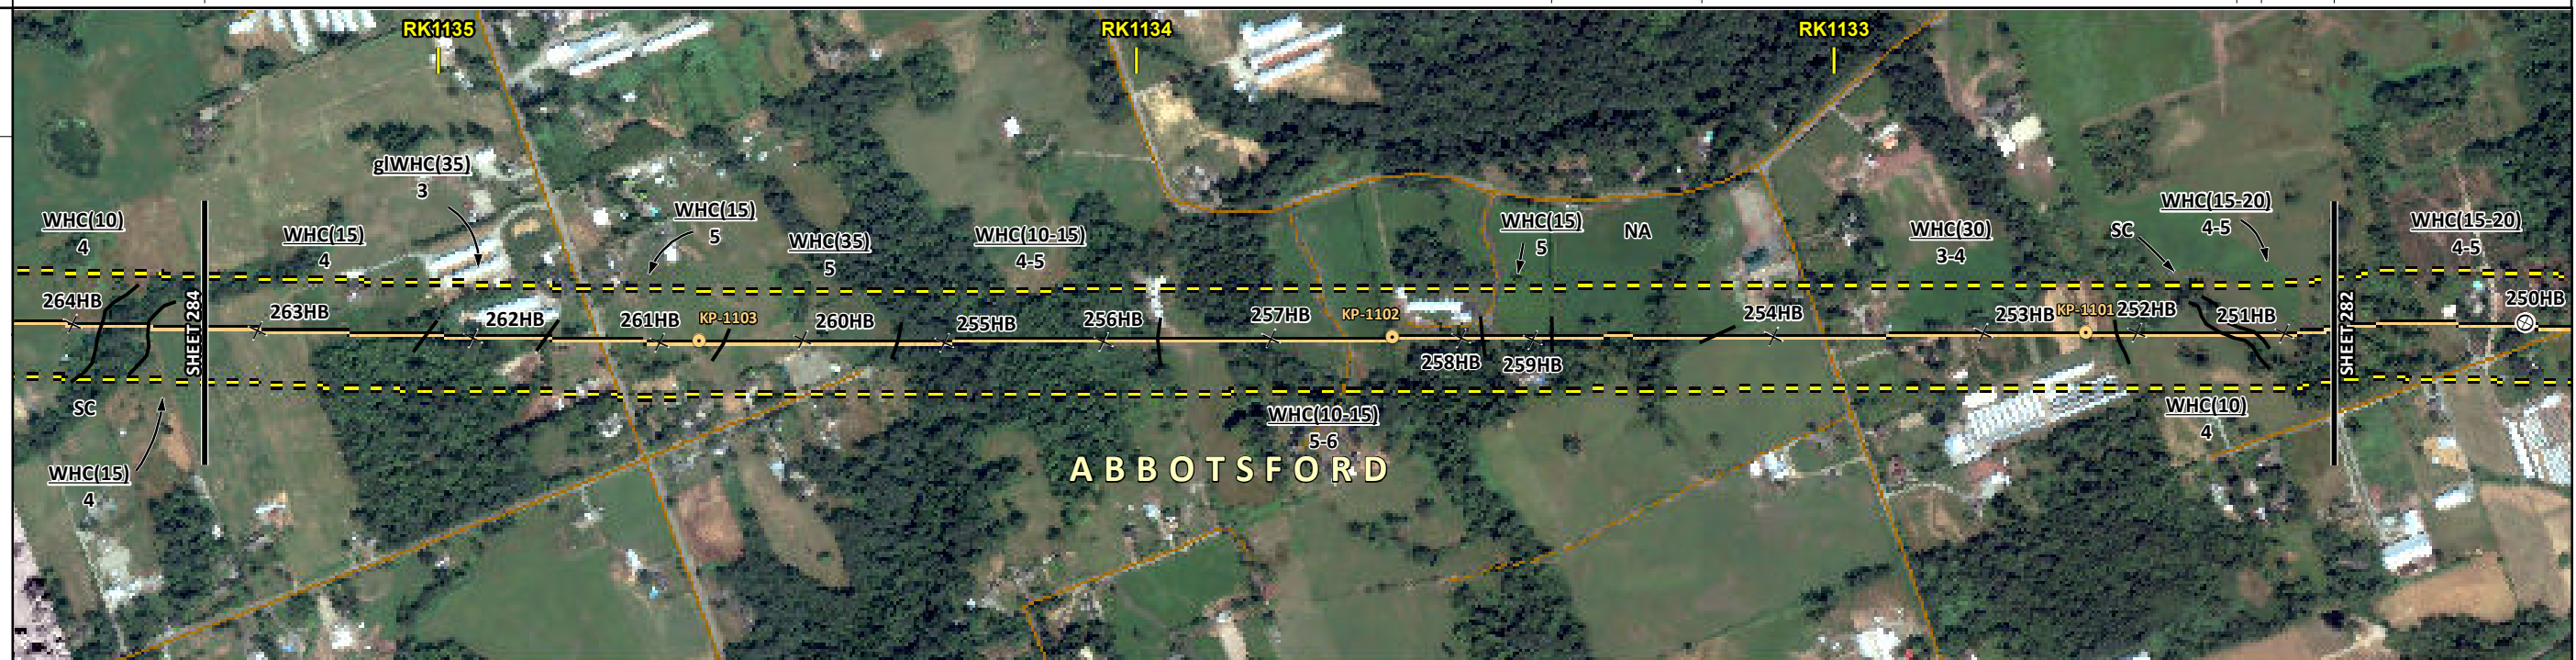 RK1135
RK1134
RK1133
glWHC(35)
3
WHC(10)
4
WHC(15)
4
WHC(15)
5
WHC(35)
5
WHC(10-15)
4-5
WHC(15)
5
NA
WHC(30)
3-4
SC
WHC(15-20)
4-5
WHC(15-20)
4-5
264HB
SHEET 284
263HB
262HB
261HB
KP-1103
260HB
255HB
256HB
257HB
KP-1102
258HB
259HB
254HB
253HB
KP-1101
252HB
251HB
SHEET 282
250HB
SC
WHC(15)
4
WHC(10-15)
5-6
WHC(10)
4
ABBOTSFORD